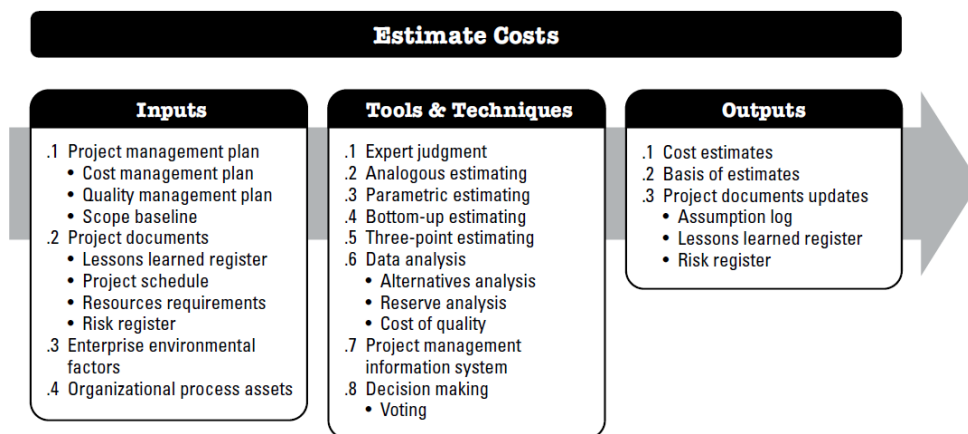 Estimate Costs
Inputs
.1 Project management plan
• Cost management plan
• Quality management plan
• Scope baseline
.2 Project documents
• Lessons learned register
• Project schedule
• Resources requirements
• Risk register
.3 Enterprise environmental
factors
.4 Organizational process assets
Tools & Techniques
.1 Expert judgment
.2 Analogous estimating
.3 Parametric estimating
.4 Bottom-up estimating
.5 Three-point estimating
.6 Data analysis
• Alternatives analysis
• Reserve analysis
• Cost of quality
.7 Project management
information system
.8 Decision making
• Voting
Outputs
.1 Cost estimates
.2 Basis of estimates
.3 Project documents updates
• Assumption log
• Lessons learned register
• Risk register